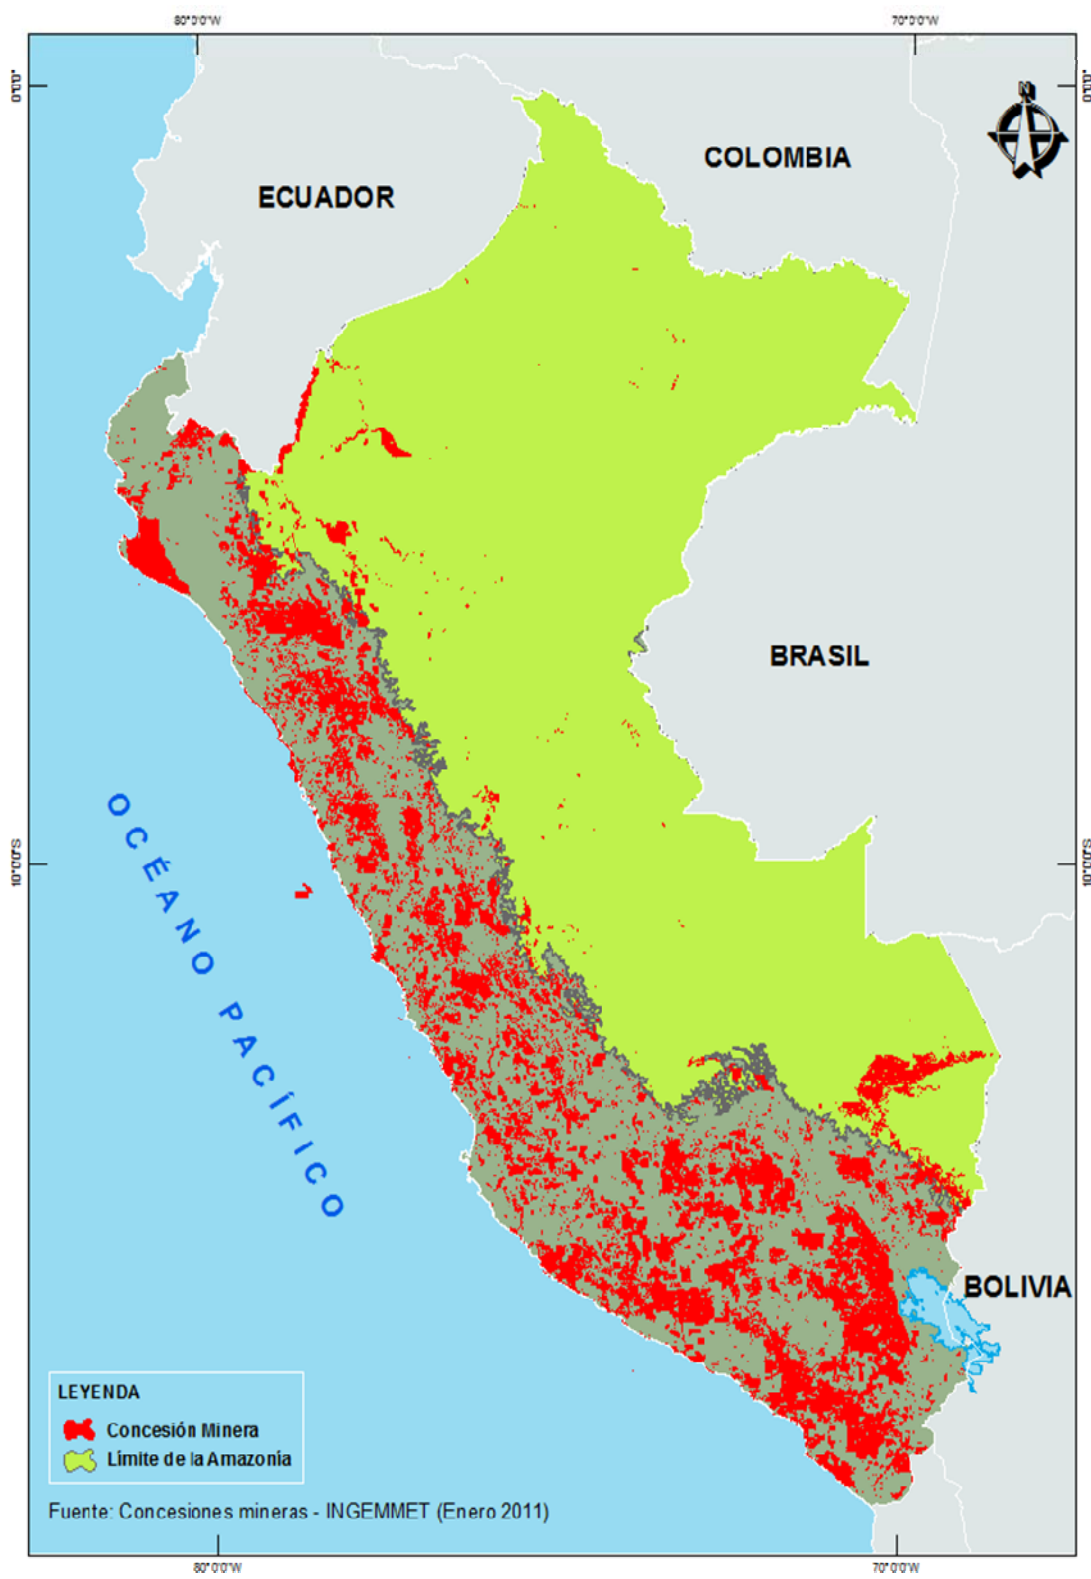 80°0'0"W
70°0'0"W
0°0'
0°0'
N
COLOMBIA
ECUADOR
BRASIL
OCÉANO PACÍFICO
10°0'0"S
10°0'0"S
BOLIVIA
LEYENDA
Concesión Minera
Límite de la Amazonía
Fuente: Concesiones mineras - INGEMMET (Enero 2011)
80°0'0"W
70°0'0"W